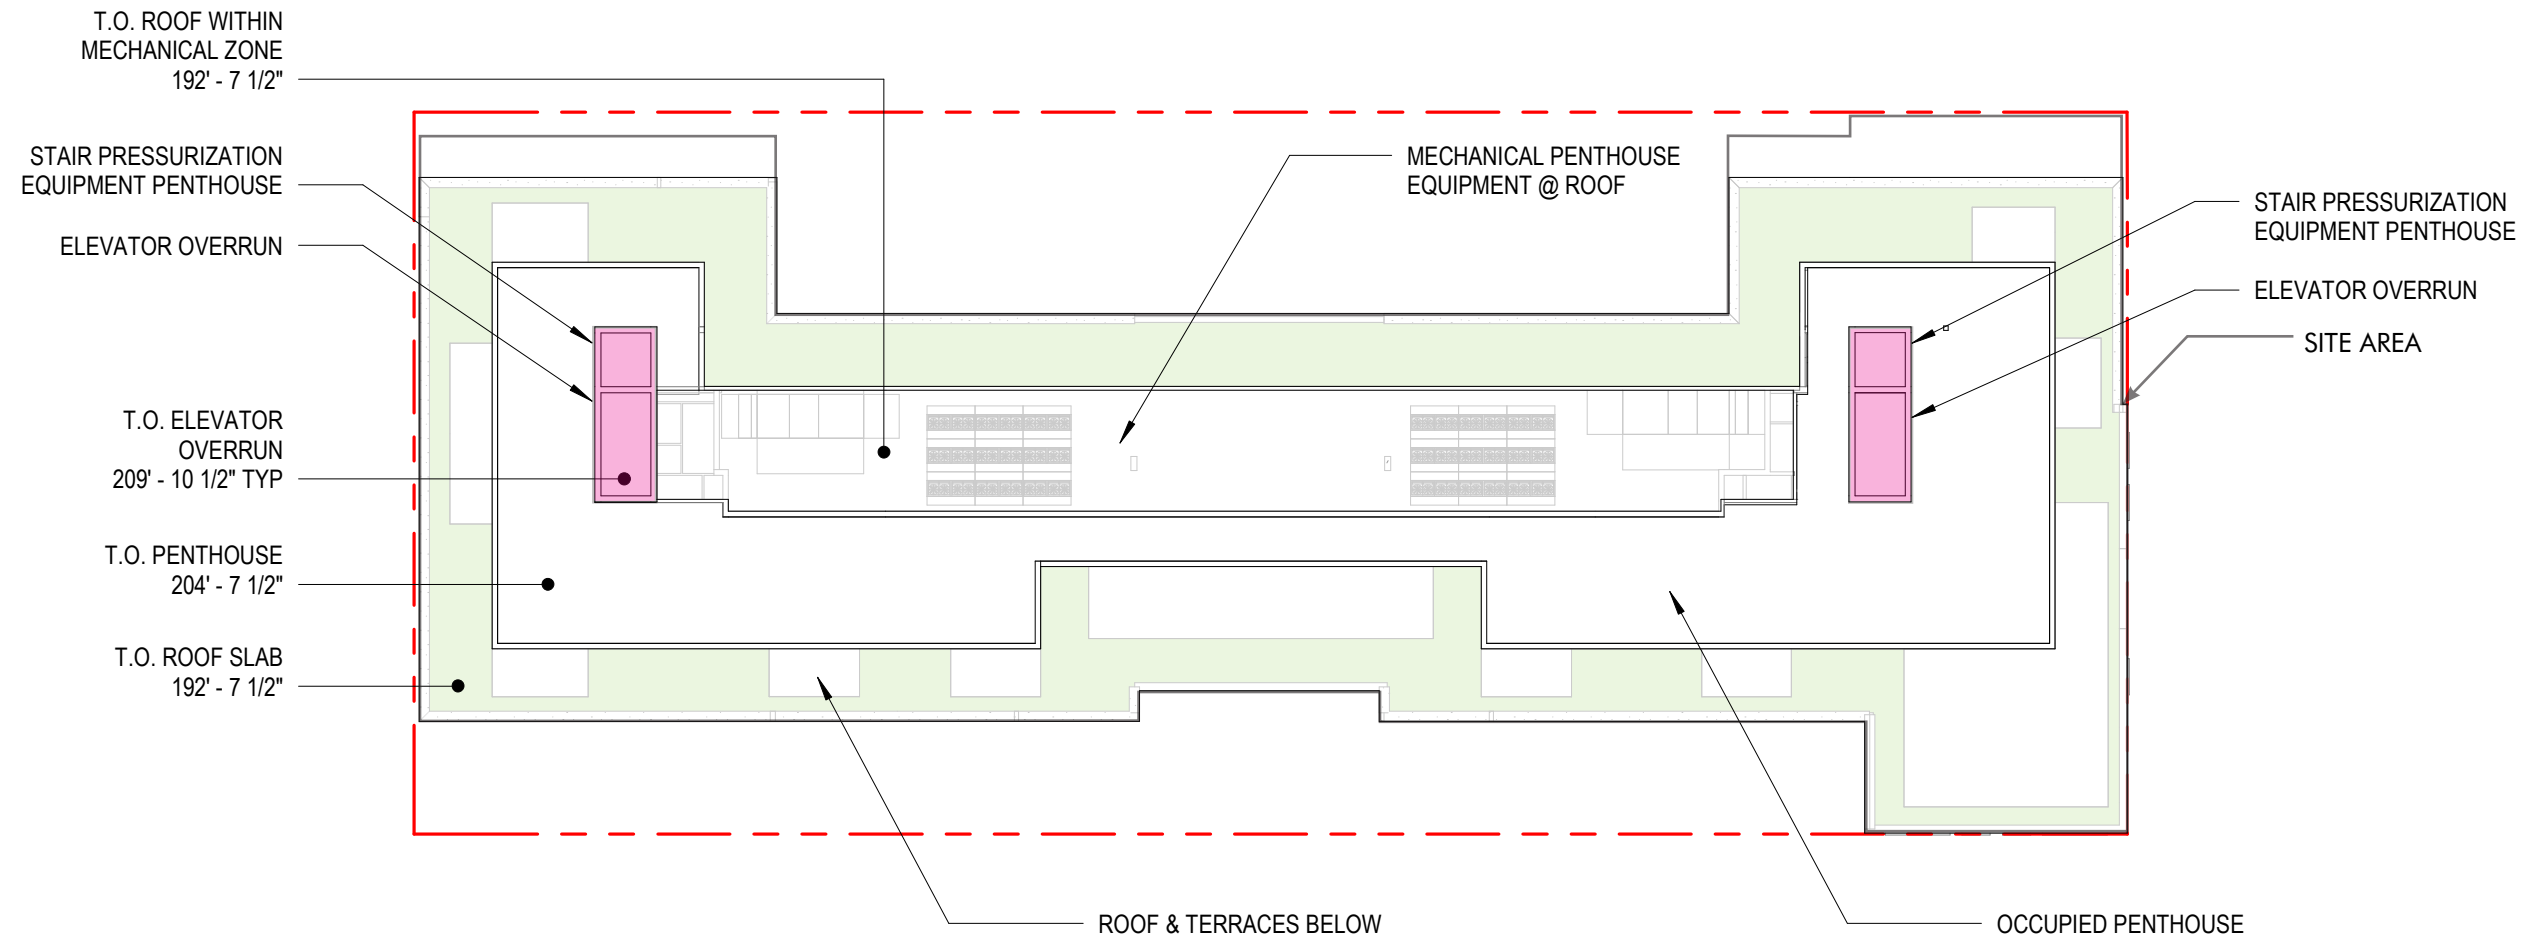 T.O. ROOF WITHIN
MECHANICAL ZONE
192' - 7 1/2"
STAIR PRESSURIZATION
EQUIPMENT PENTHOUSE
ELEVATOR OVERRUN
T.O. ELEVATOR
OVERRUN
209' - 10 1/2" TYP
T.O. PENTHOUSE
204' - 7 1/2"
T.O. ROOF SLAB
192' - 7 1/2"
MECHANICAL PENTHOUSE
EQUIPMENT @ ROOF
STAIR PRESSURIZATION
EQUIPMENT PENTHOUSE
ELEVATOR OVERRUN
SITE AREA
ROOF & TERRACES BELOW
OCCUPIED PENTHOUSE